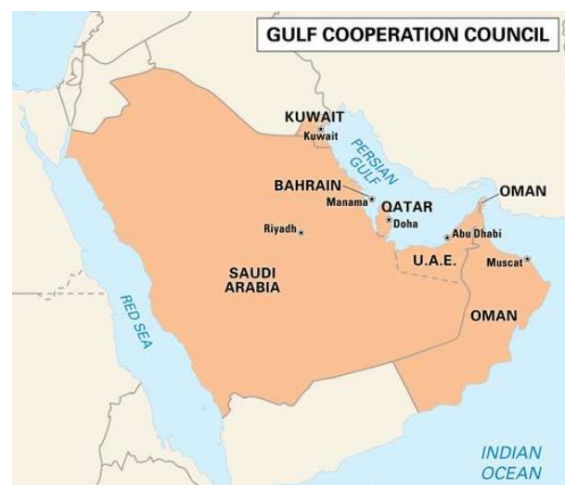 GULF COOPERATION COUNCIL
KUWAIT
Kuwait
PERSIAN
GULF
BAHRAIN
Manama
QATAR
Doha
OMAN
Abu Dhabi
Riyadh
U.A.E.
Muscat
SAUDI
ARABIA
OMAN
RED SEA
INDIAN
OCEAN